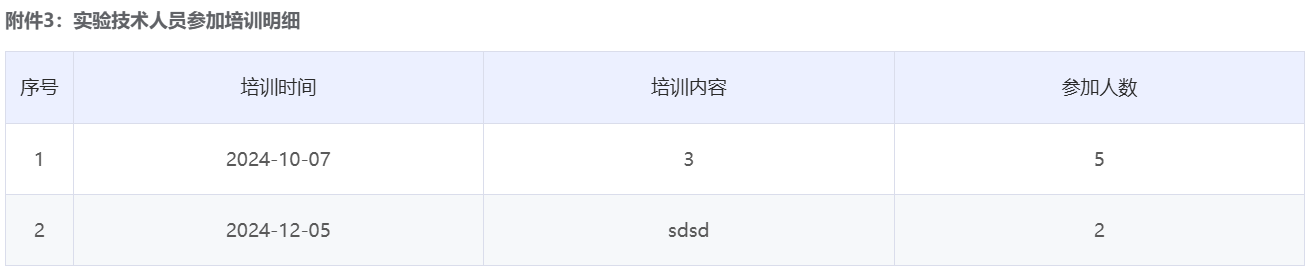 附件3：实验技术人员参加培训明细
序号 培训时间 培训内容 参加人数
1 2024-10-07 3 5
2 2024-12-05 sdsd 2